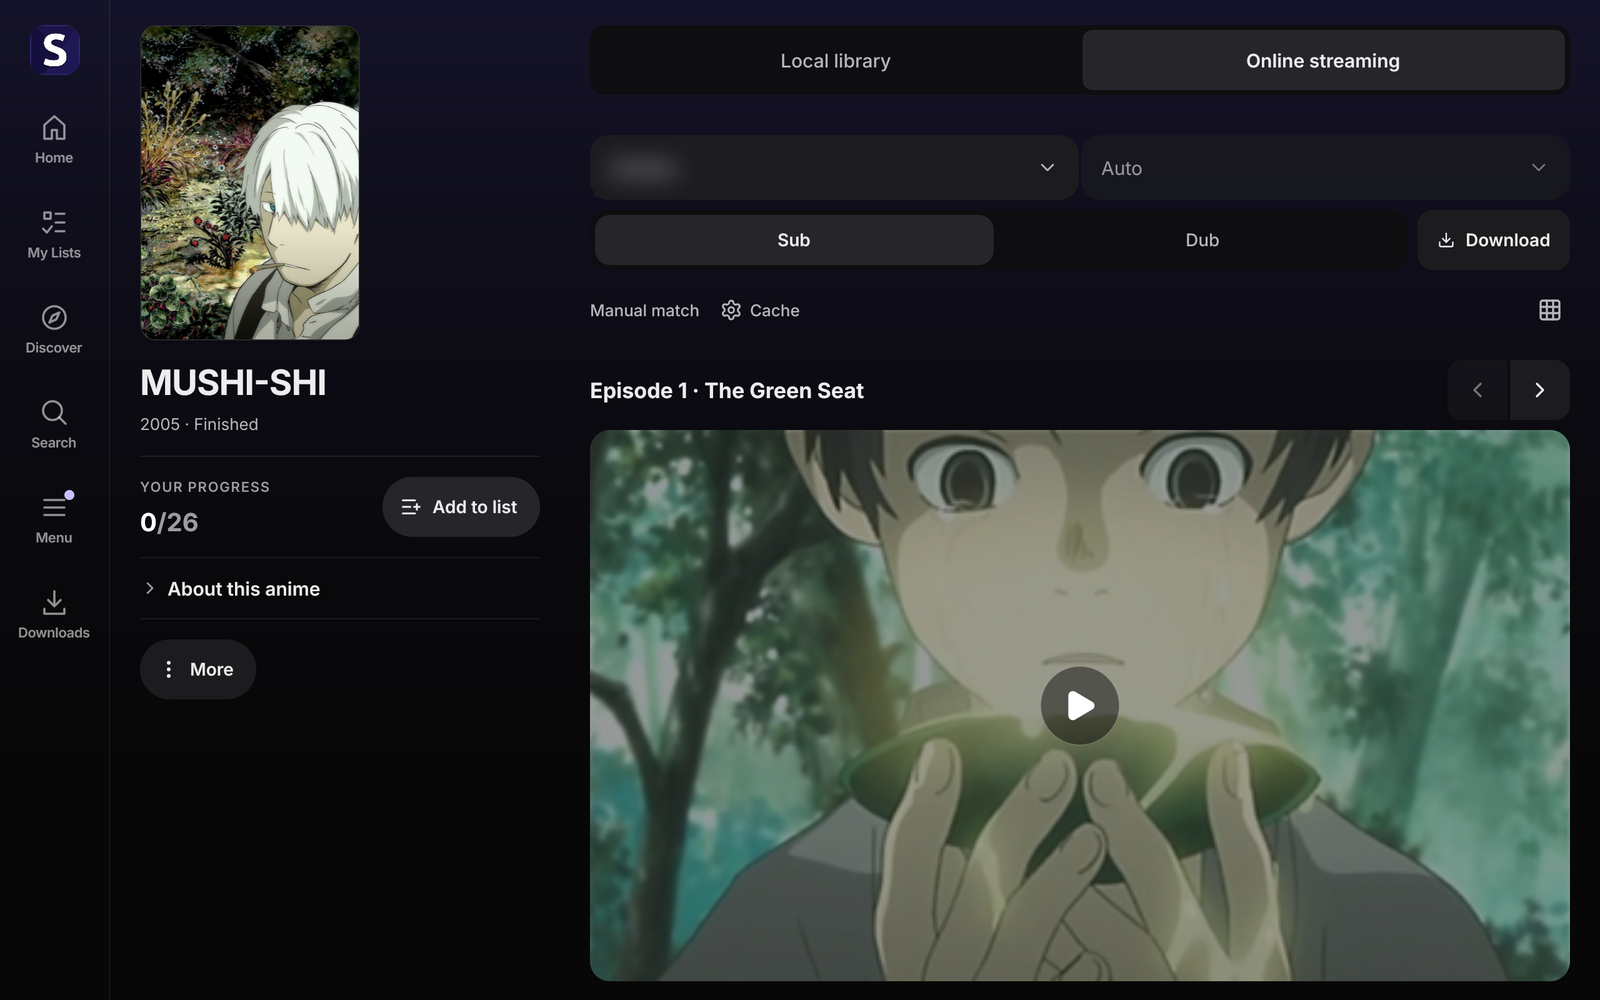 S
Home
My Lists
Discover
Search
Menu
Downloads
MUSHI-SHI
2005 · Finished
YOUR PROGRESS
0/26
Add to list
About this anime
More
Local library
Online streaming
Auto
Sub
Dub
Download
Manual match
Cache
Episode 1 · The Green Seat